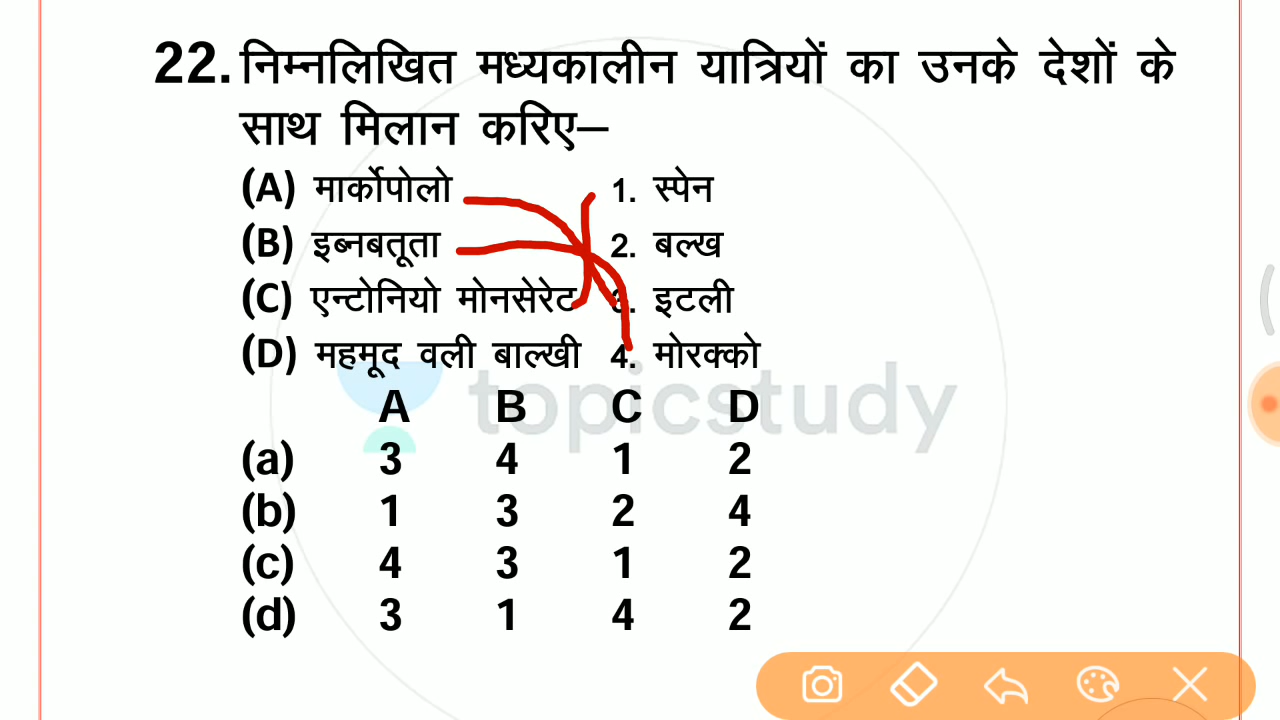 22. निम्नलिखित मध्यकालीन यात्रियों का उनके देशों के
साथ मिलान करिए–
(A) मार्कोपोलो 1. स्पेन
(B) इब्नबतूता 2. बल्ख
(C) एन्टोनियो मोनसेरेट 3. इटली
(D) महमूद वली बाल्खी 4. मोरक्को
topicstudy
A B C D
(a) 3 4 1 2
(b) 1 3 2 4
(c) 4 3 1 2
(d) 3 1 4 2